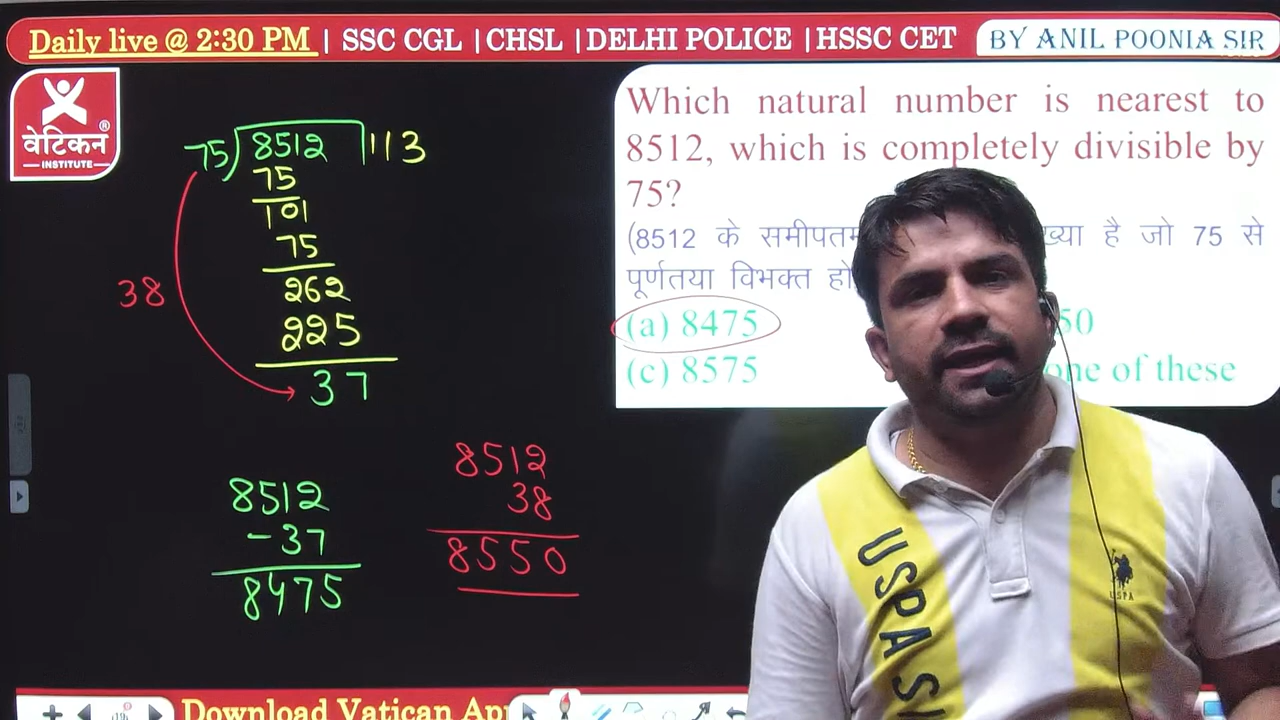 Daily live @ 2:30 PM | SSC CGL |CHSL |DELHI POLICE |HSSC CET
BY ANIL POONIA SIR
वेटिकन
INSTITUTE
Which natural number is nearest to
8512, which is completely divisible by
75?
(8512 के समीपतम ख्या है जो 75 से
पूर्णतया विभक्त हो
(a) 8475 50
(c) 8575 one of these
75) 8512 113
75
101
75
262
225
37
38
8512
-37
8475
8512
38
8550
USPA
USPA
Download Vatican App